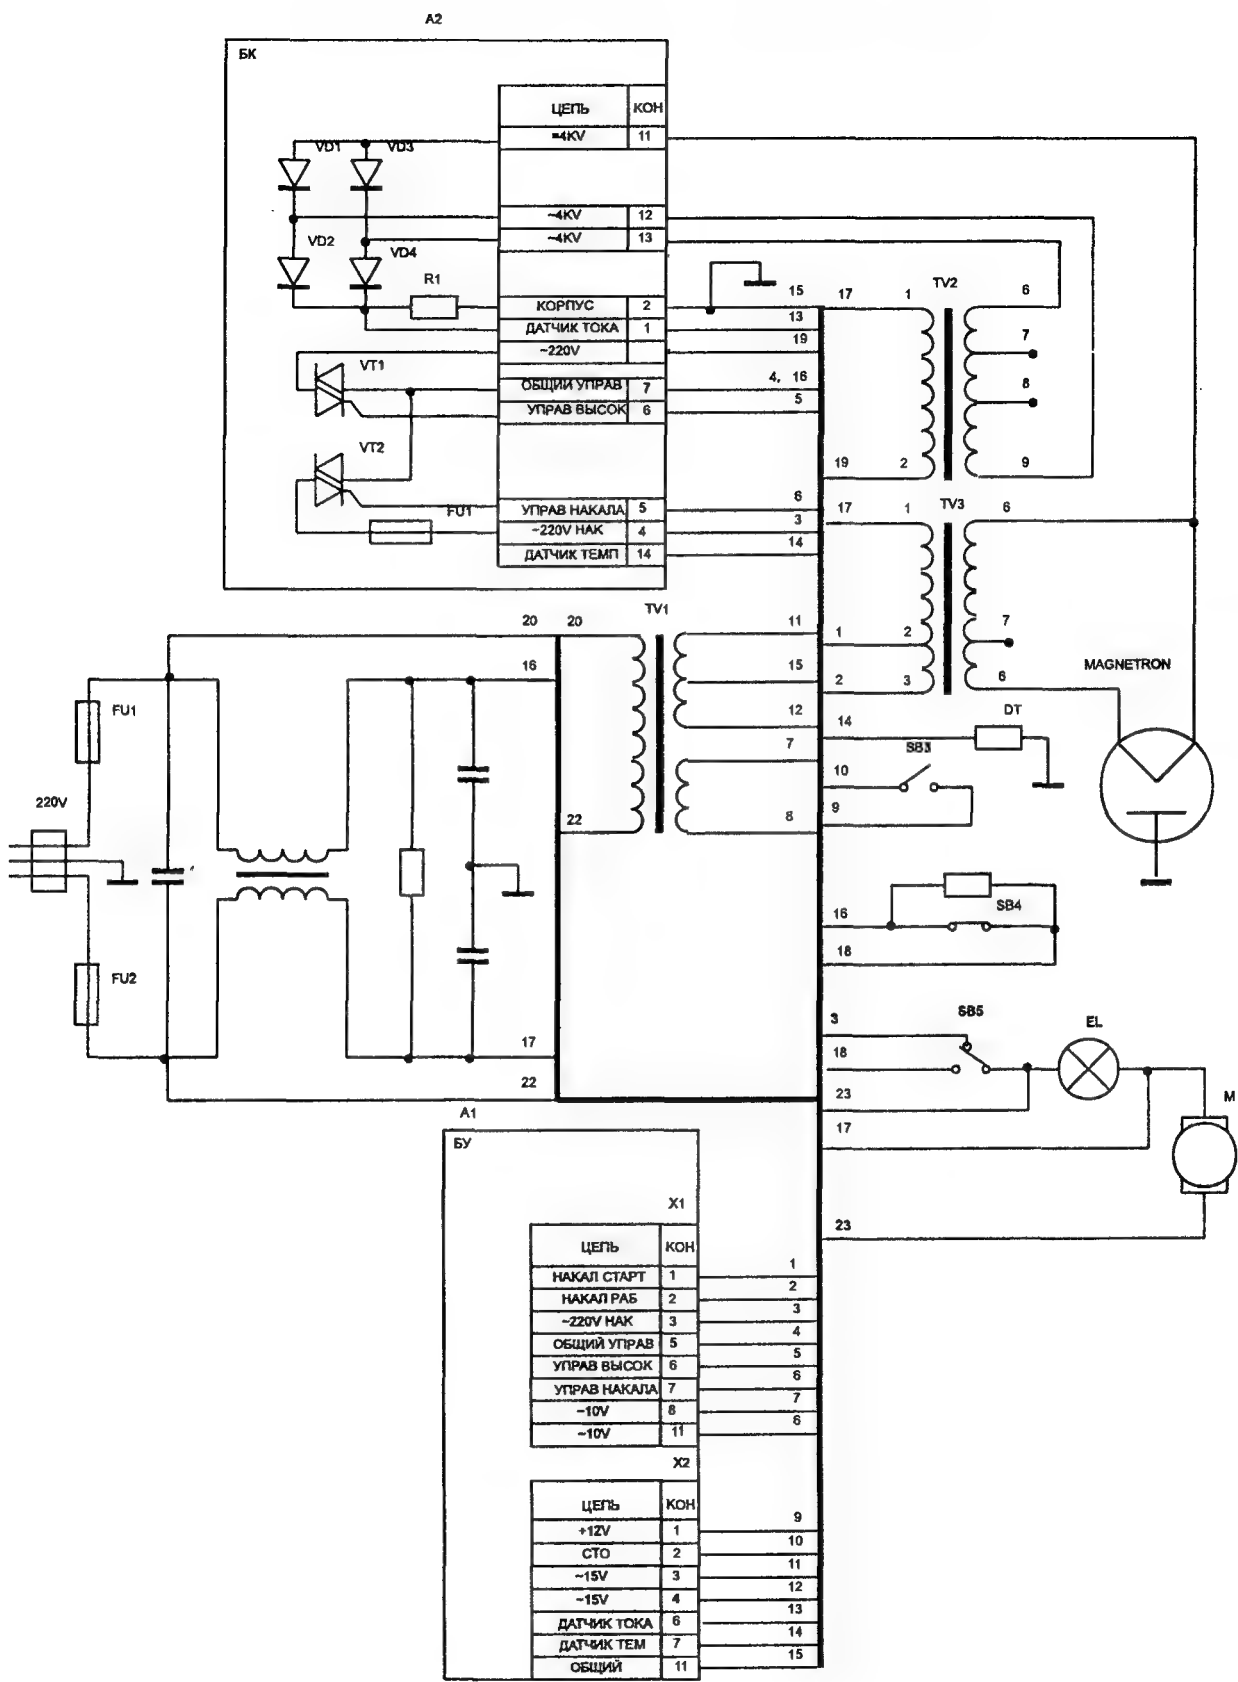 A2
БК
ЦЕПЬ КОН
=4KV 11
VD1 VD3
~4KV 12
~4KV 13
VD2 VD4
R1
КОРПУС 2
ДАТЧИК ТОКА 1
~220V
VT1
ОБЩИЙ УПРАВ 7
УПРАВ ВЫСОК 6
VT2
УПРАВ НАКАЛА 5
FU1
~220V НАК 4
ДАТЧИК ТЕМП 14
15
13
19
4, 16
5
6
3
14
17 1 TV2 6
7
8
19 2 9
17 1 TV3 6
1 2 7
2 3 6
MAGNETRON
20 20 TV1 11
16 15
12
7
22 8
FU1
220V
FU2
17
22
14 DT
10 SB3
9
16 SB4
18
3 SB5 EL
18
23
17
M
23
A1
БУ
X1
ЦЕПЬ КОН
НАКАЛ СТАРТ 1 1
НАКАЛ РАБ 2 2
~220V НАК 3 3
ОБЩИЙ УПРАВ 5 4
УПРАВ ВЫСОК 6 5
УПРАВ НАКАЛА 7 6
~10V 8 7
~10V 11 6
X2
ЦЕПЬ КОН
+12V 1 9
СТО 2 10
~15V 3 11
~15V 4 12
ДАТЧИК ТОКА 6 13
ДАТЧИК ТЕМ 7 14
ОБЩИЙ 11 15